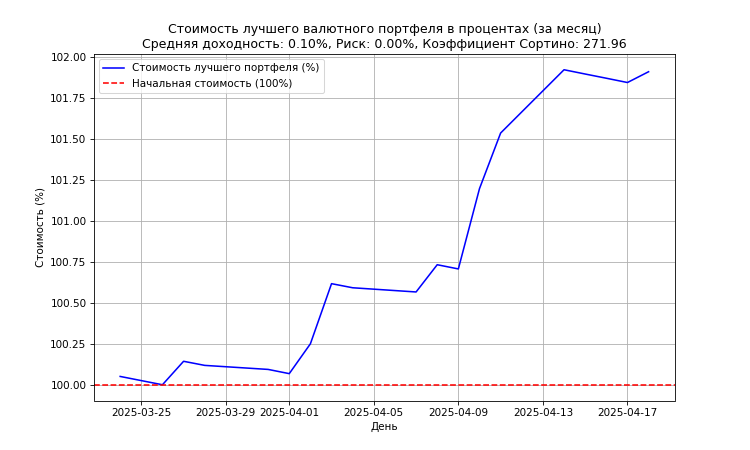 Стоимость лучшего валютного портфеля в процентах (за месяц)
Средняя доходность: 0.10%, Риск: 0.00%, Коэффициент Сортино: 271.96
Стоимость лучшего портфеля (%)
Начальная стоимость (100%)
Стоимость (%)
102.00
101.75
101.50
101.25
101.00
100.75
100.50
100.25
100.00
2025-03-25
2025-03-29
2025-04-01
2025-04-05
2025-04-09
2025-04-13
2025-04-17
День